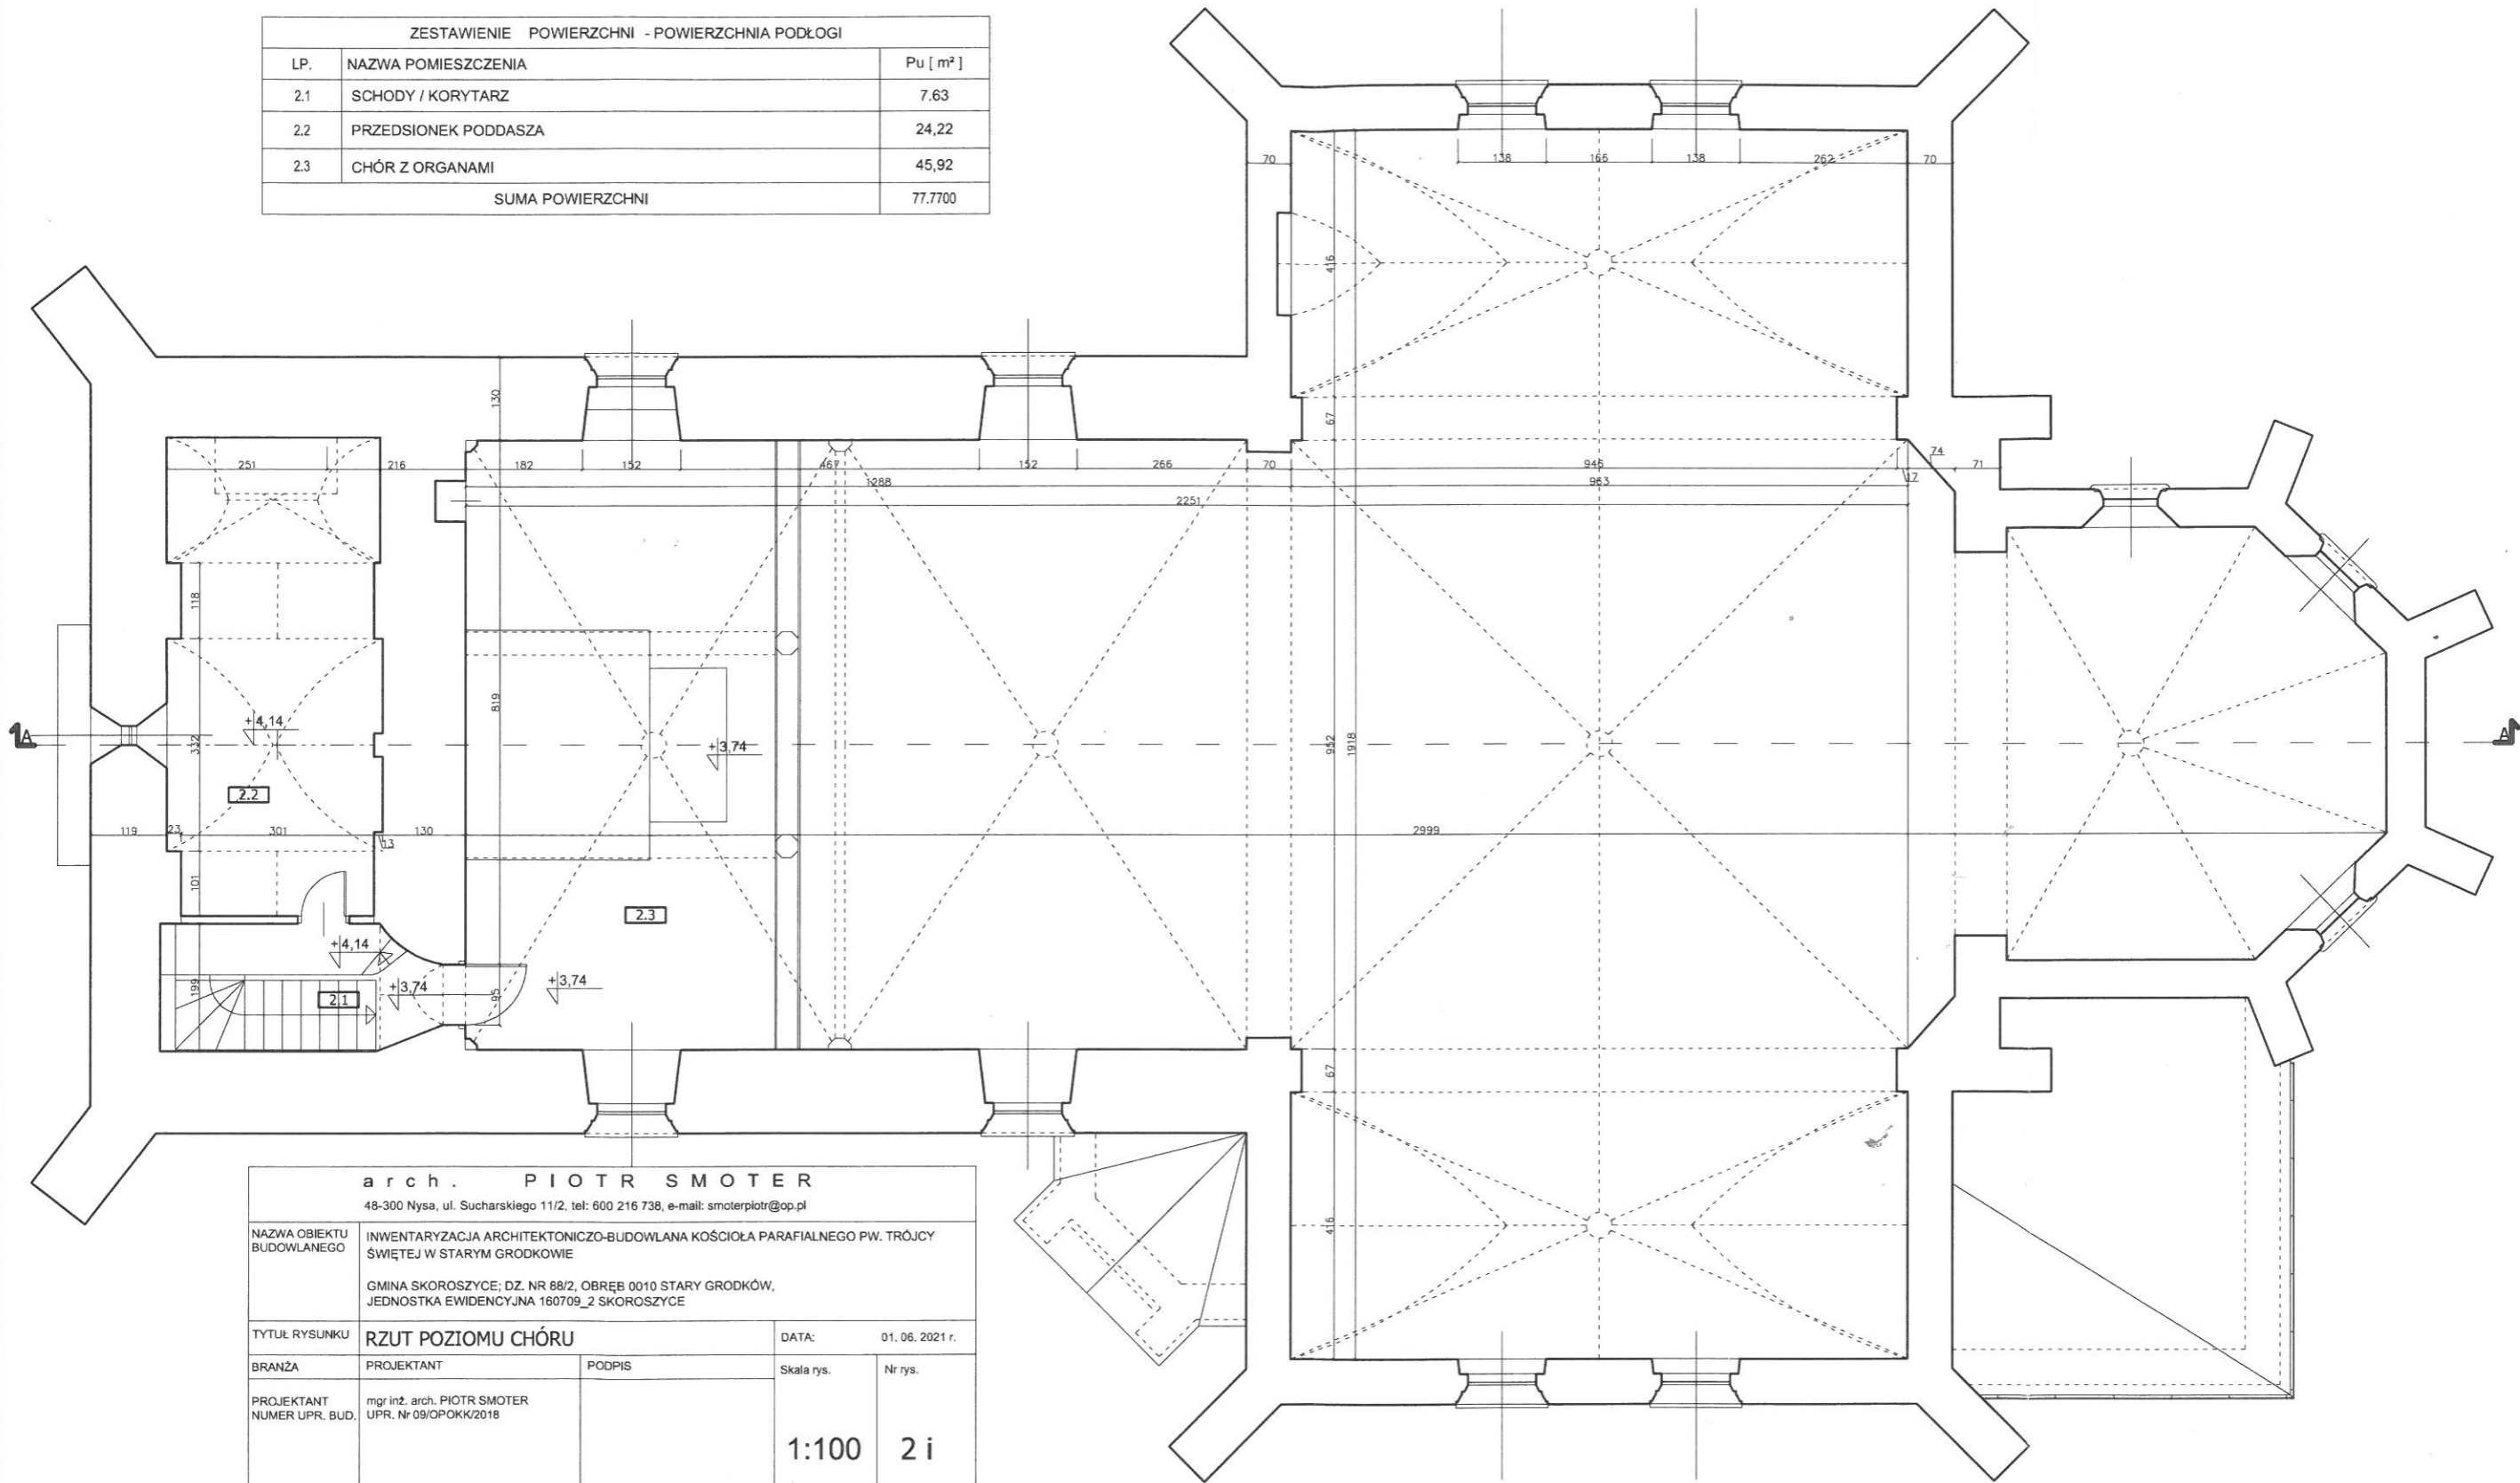 ZESTAWIENIE POWIERZCHNI - POWIERZCHNIA PODŁOGI
LP. NAZWA POMIESZCZENIA Pu [ m² ]
2.1 SCHODY / KORYTARZ 7.63
2.2 PRZEDSIONEK PODDASZA 24,22
2.3 CHÓR Z ORGANAMI 45,92
SUMA POWIERZCHNI 77.7700
70 138 166 138 262 70
416
67
130
251 216 182 152 467 152 266 70 946 74 71
1288 963 17
2251
118
819
+4,14
+3,74
A 332 952 1918 A
2.2
119 23 301 130 2999
13
101
2.3
+4,14
+3,74 +3,74
199 2.1 95
67
416
arch. PIOTR SMOTER
48-300 Nysa, ul. Sucharskiego 11/2, tel: 600 216 738, e-mail: smoterpiotr@op.pl
NAZWA OBIEKTU BUDOWLANEGO
INWENTARYZACJA ARCHITEKTONICZO-BUDOWLANA KOŚCIOŁA PARAFIALNEGO PW. TRÓJCY
ŚWIĘTEJ W STARYM GRODKOWIE
GMINA SKOROSZYCE; DZ. NR 88/2, OBRĘB 0010 STARY GRODKÓW,
JEDNOSTKA EWIDENCYJNA 160709_2 SKOROSZYCE
TYTUŁ RYSUNKU RZUT POZIOMU CHÓRU DATA: 01. 06. 2021 r.
BRANŻA PROJEKTANT PODPIS Skala rys. Nr rys.
PROJEKTANT mgr inż. arch. PIOTR SMOTER
NUMER UPR. BUD. UPR. Nr 09/OPOKK/2018
1:100 2 i